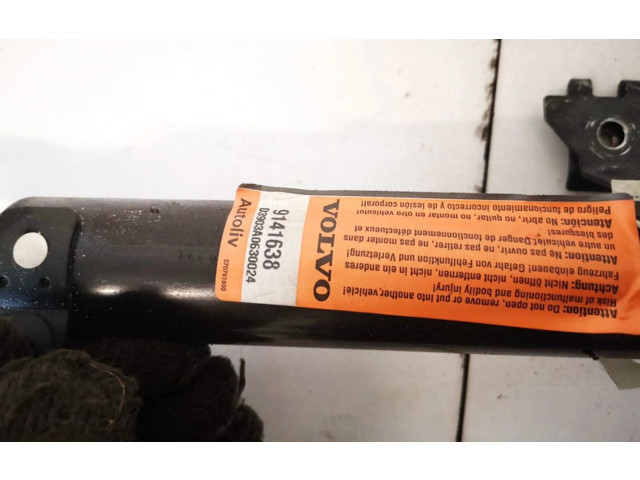 VOLVO
9141638
02903A0630024
Autoliv
570761800
Attention: Do not open, remove or put into another vehicle!
Risk of malfunctioning and bodily injury!
Achtung: Nicht öffnen, nicht entfernen, nicht in ein anderes
Fahrzeug einbauen! Gefahr von Fehlfunktion und Verletzung!
Attention: Ne pas ouvrir, ne pas retirer, ne pas monter dans
un autre vehicule! Danger de fonctionnement défectueux et
blessures!
Atención: No abrir, no quitar, no montar en otro vehículo!
Peligro de funcionamiento incorrecto y de lesión corporal!